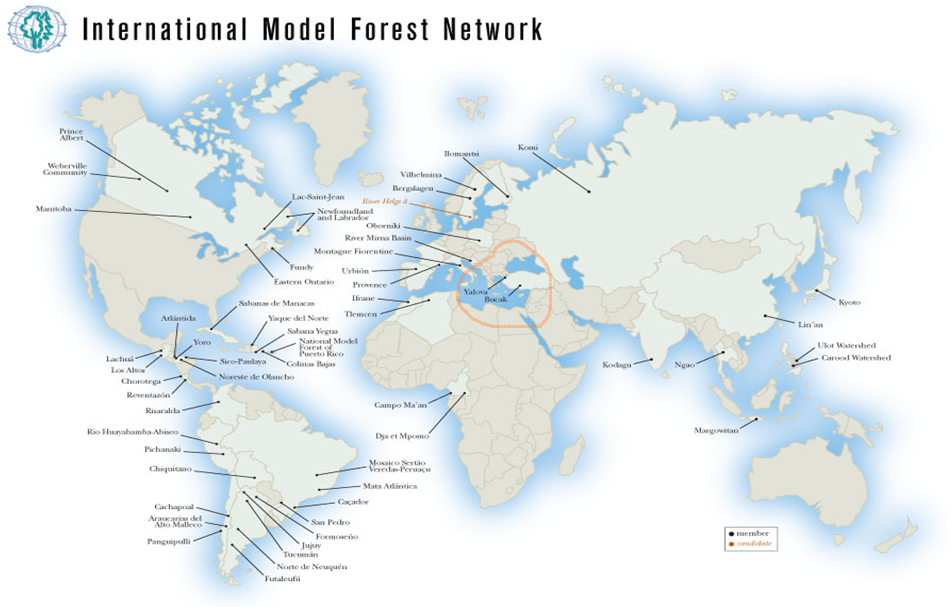 International Model Forest Network
Prince
Albert
Weberville
Community
Manitoba
Lac-Saint-Jean
Newfoundland
and Labrador
Fundy
Eastern Ontario
Ilomantsi
Komi
Vilhelmina
Bergslagen
River Helge å
Oborniki
River Mirna Basin
Montagne Fiorentine
Urbión
Provence
Ifrane
Tlemcen
Yalova
Bucak
Sabanas de Manacas
Atlántida
Yaque del Norte
Yoro
Sabana Yegua
National Model
Forest of
Puerto Rico
Lachuá
Sico-Paulaya
Colinas Bajas
Los Altos
Noreste de Olancho
Chorotega
Reventazón
Risaralda
Kyoto
Lin'an
Ulot Watershed
Carood Watershed
Kodagu
Ngao
Margowitan
Campo Ma'an
Dja et Mpomo
Rio Huayabamba-Abiseo
Pichanaki
Chiquitano
Mosaico Sertão
Veredas-Peruaçu
Mata Atlántica
Caçador
Cachapoal
Araucarias del
Alto Malleco
Panguipulli
San Pedro
Formoseño
Jujuy
Tucumán
Norte de Neuquén
Futaleufú
member
candidate